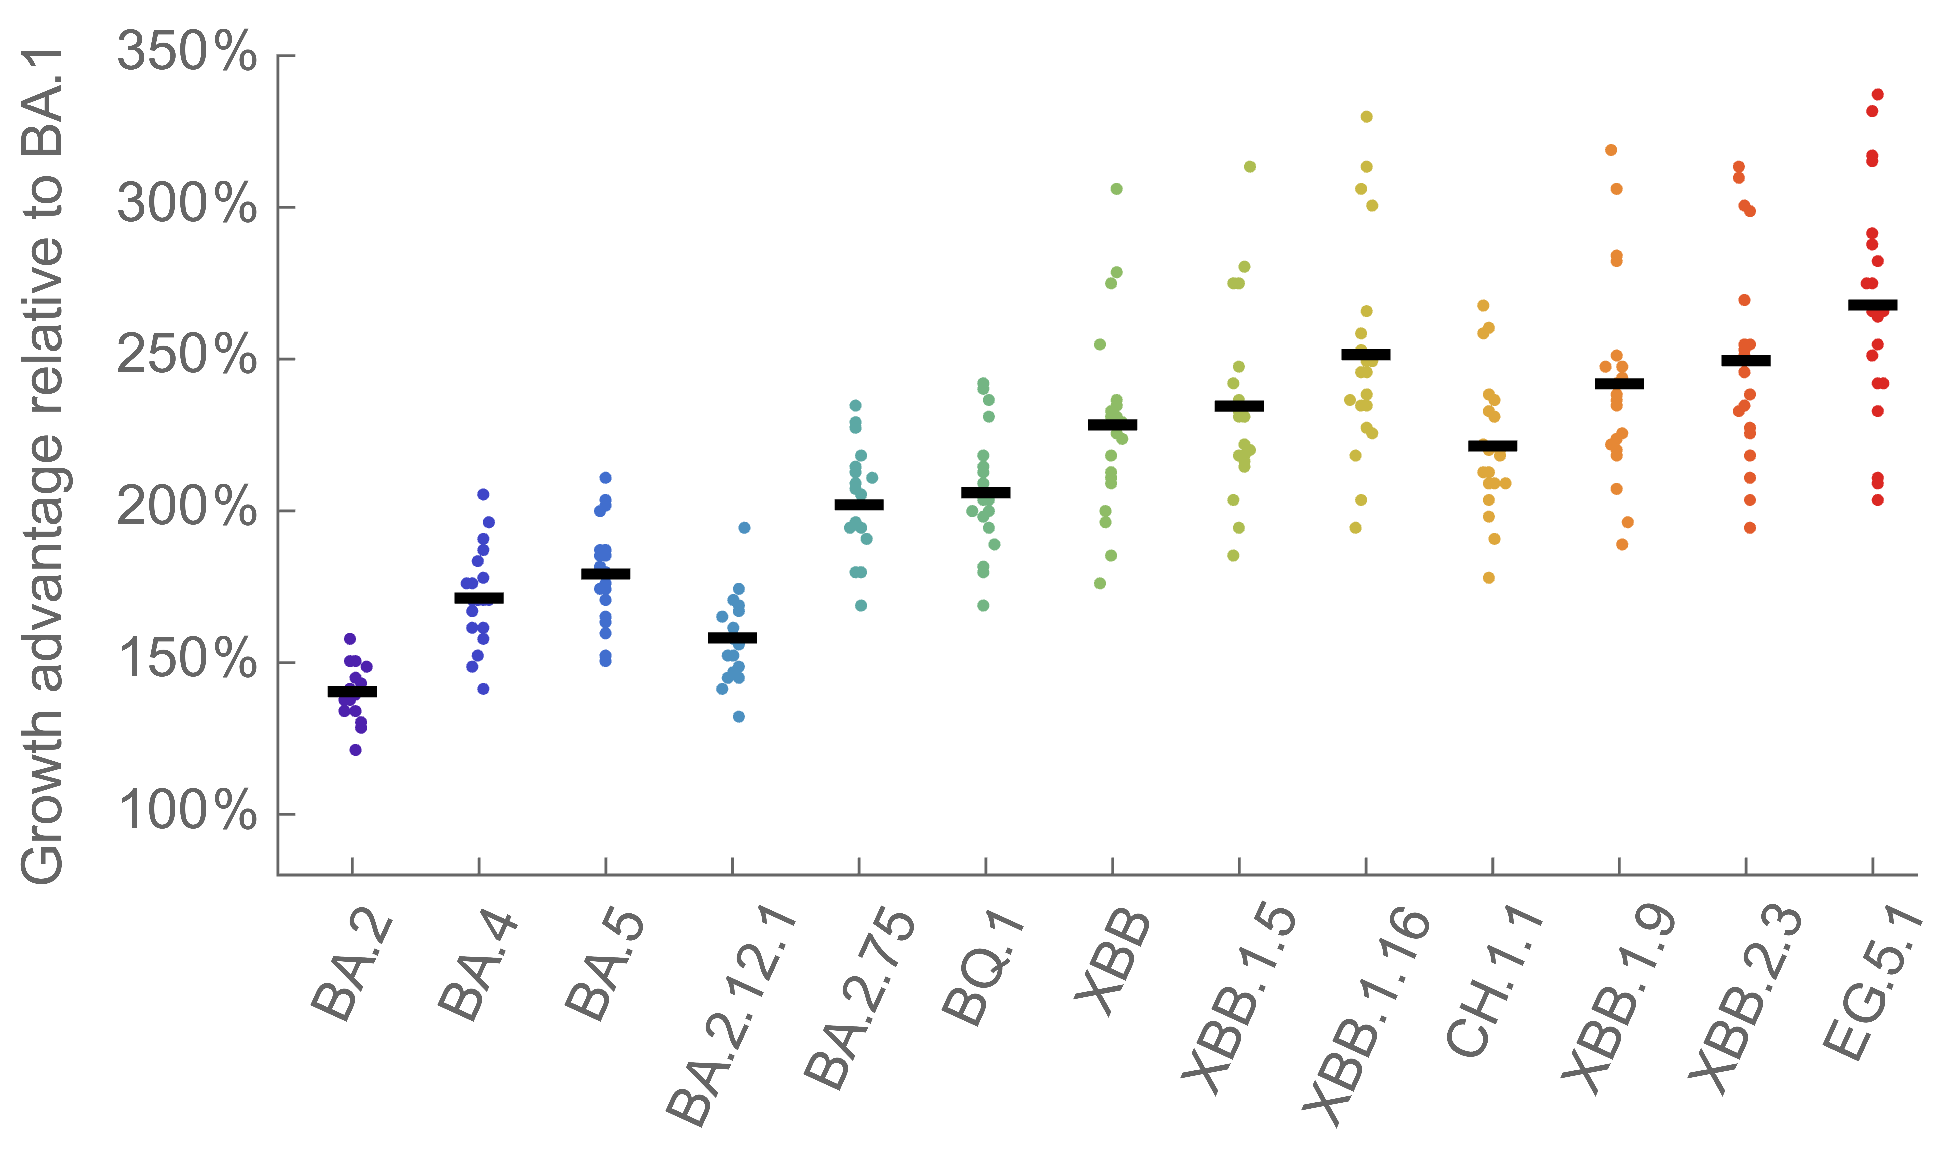 Growth advantage relative to BA.1
350%
300%
250%
200%
150%
100%
BA.2
BA.4
BA.5
BA.2.12.1
BA.2.75
BQ.1
XBB
XBB.1.5
XBB.1.16
CH.1.1
XBB.1.9
XBB.2.3
EG.5.1